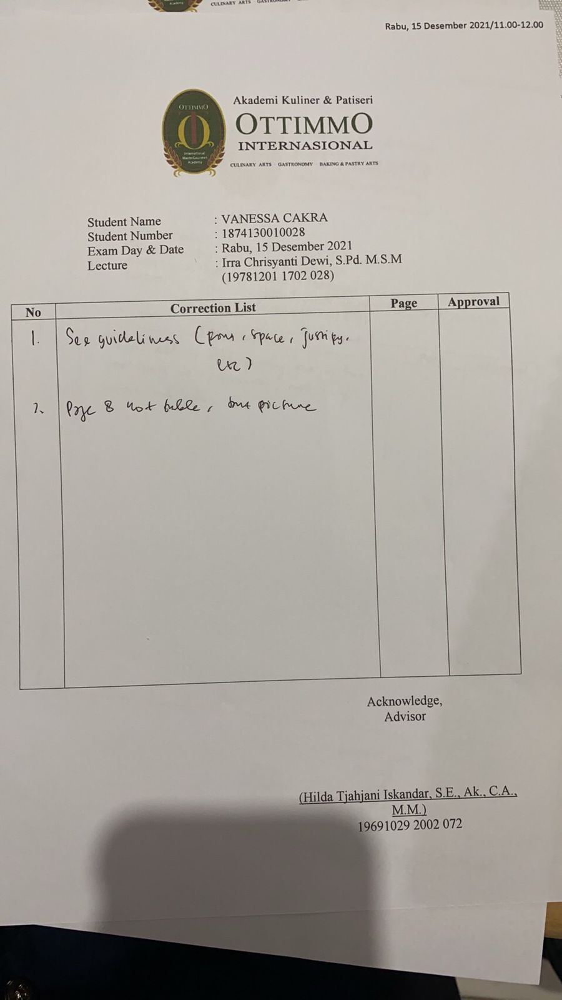 CULINARY ARTS
Rabu, 15 Desember 2021/11.00-12.00
OTTIMMO
International
MasterGourmet
Academy
Akademi Kuliner & Patiseri
OTTIMMO
INTERNASIONAL
CULINARY ARTS GASTRONOMY BAKING & PASTRY ARTS
Student Name : VANESSA CAKRA
Student Number : 1874130010028
Exam Day & Date : Rabu, 15 Desember 2021
Lecture : Irra Chrisyanti Dewi, S.Pd. M.S.M
(19781201 1702 028)
No Correction List Page Approval
1. See guideliness ( , space, justify.
etc)
2. Page 8 not table, but picture
Acknowledge,
Advisor
(Hilda Tjahjani Iskandar, S.E., Ak., C.A.,
M.M.)
19691029 2002 072